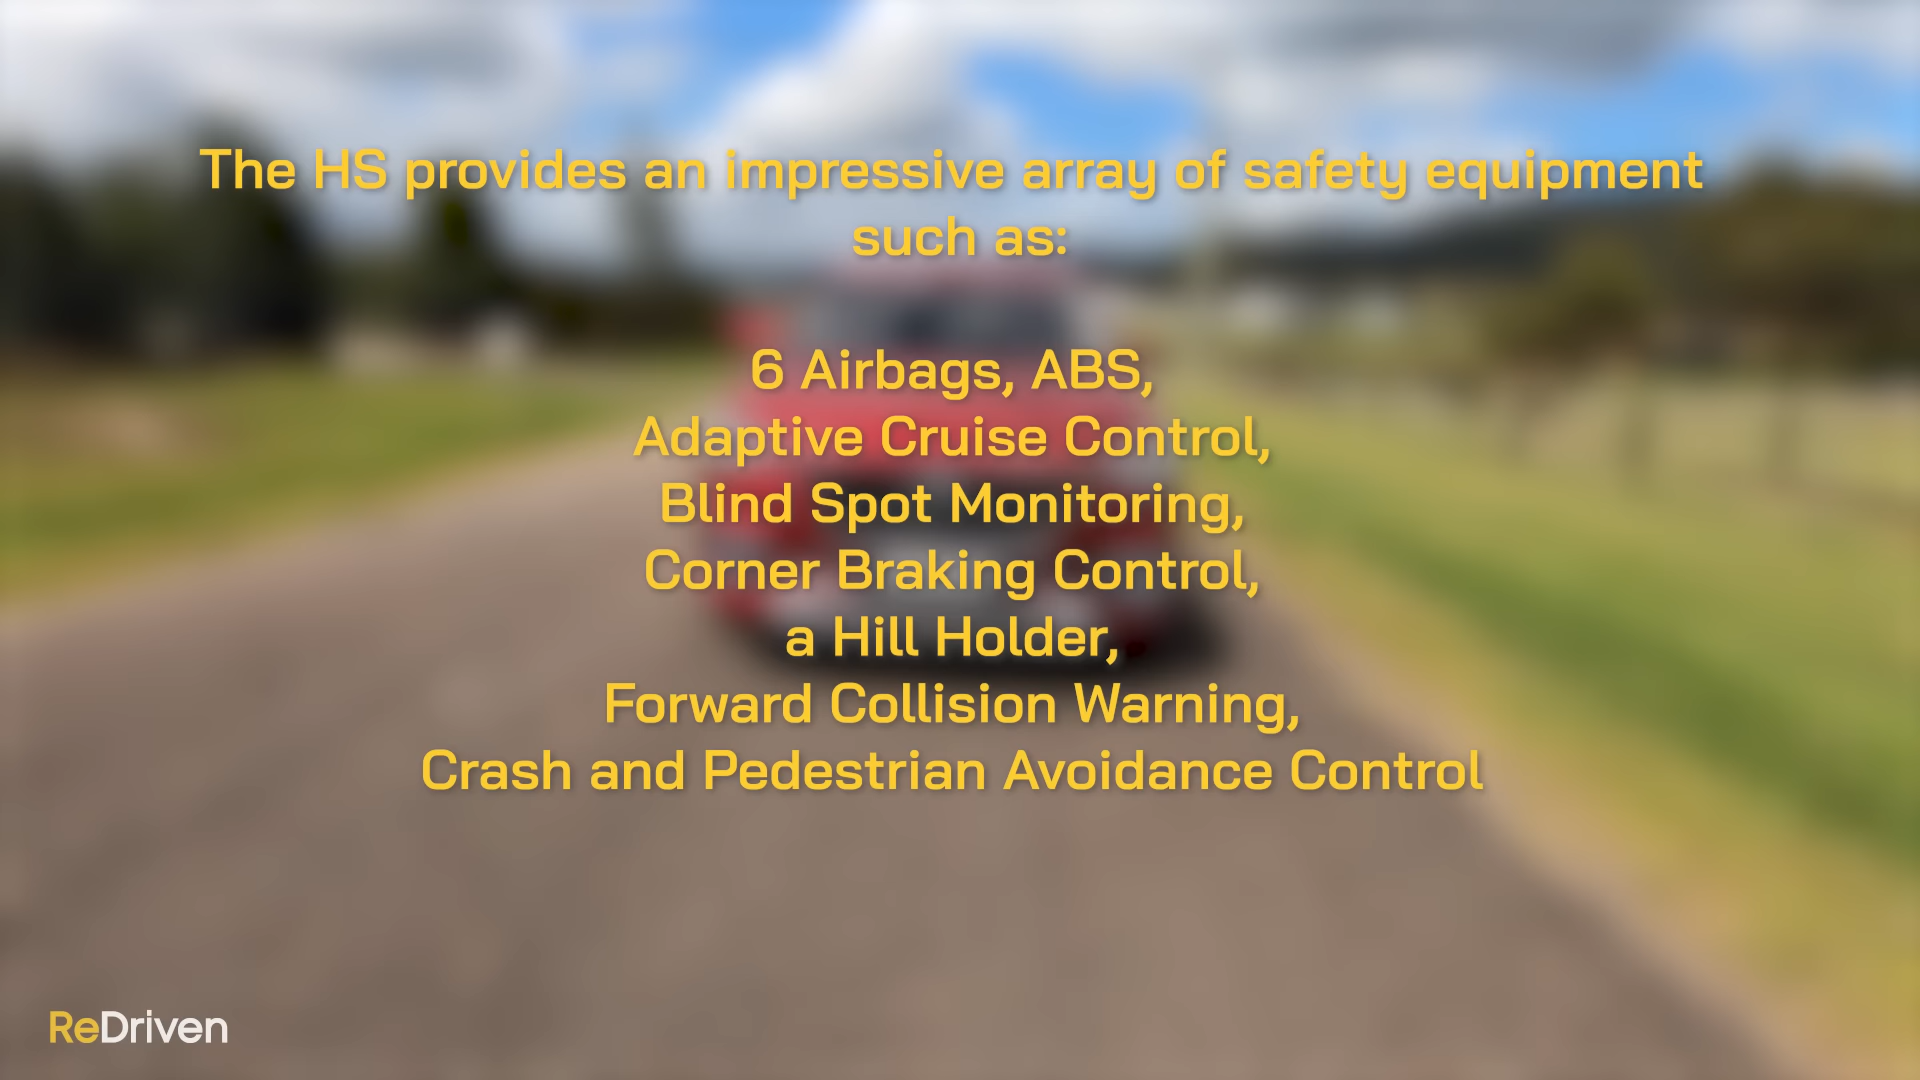 The HS provides an impressive array of safety equipment
such as:
6 Airbags, ABS,
Adaptive Cruise Control,
Blind Spot Monitoring,
Corner Braking Control,
a Hill Holder,
Forward Collision Warning,
Crash and Pedestrian Avoidance Control
ReDriven